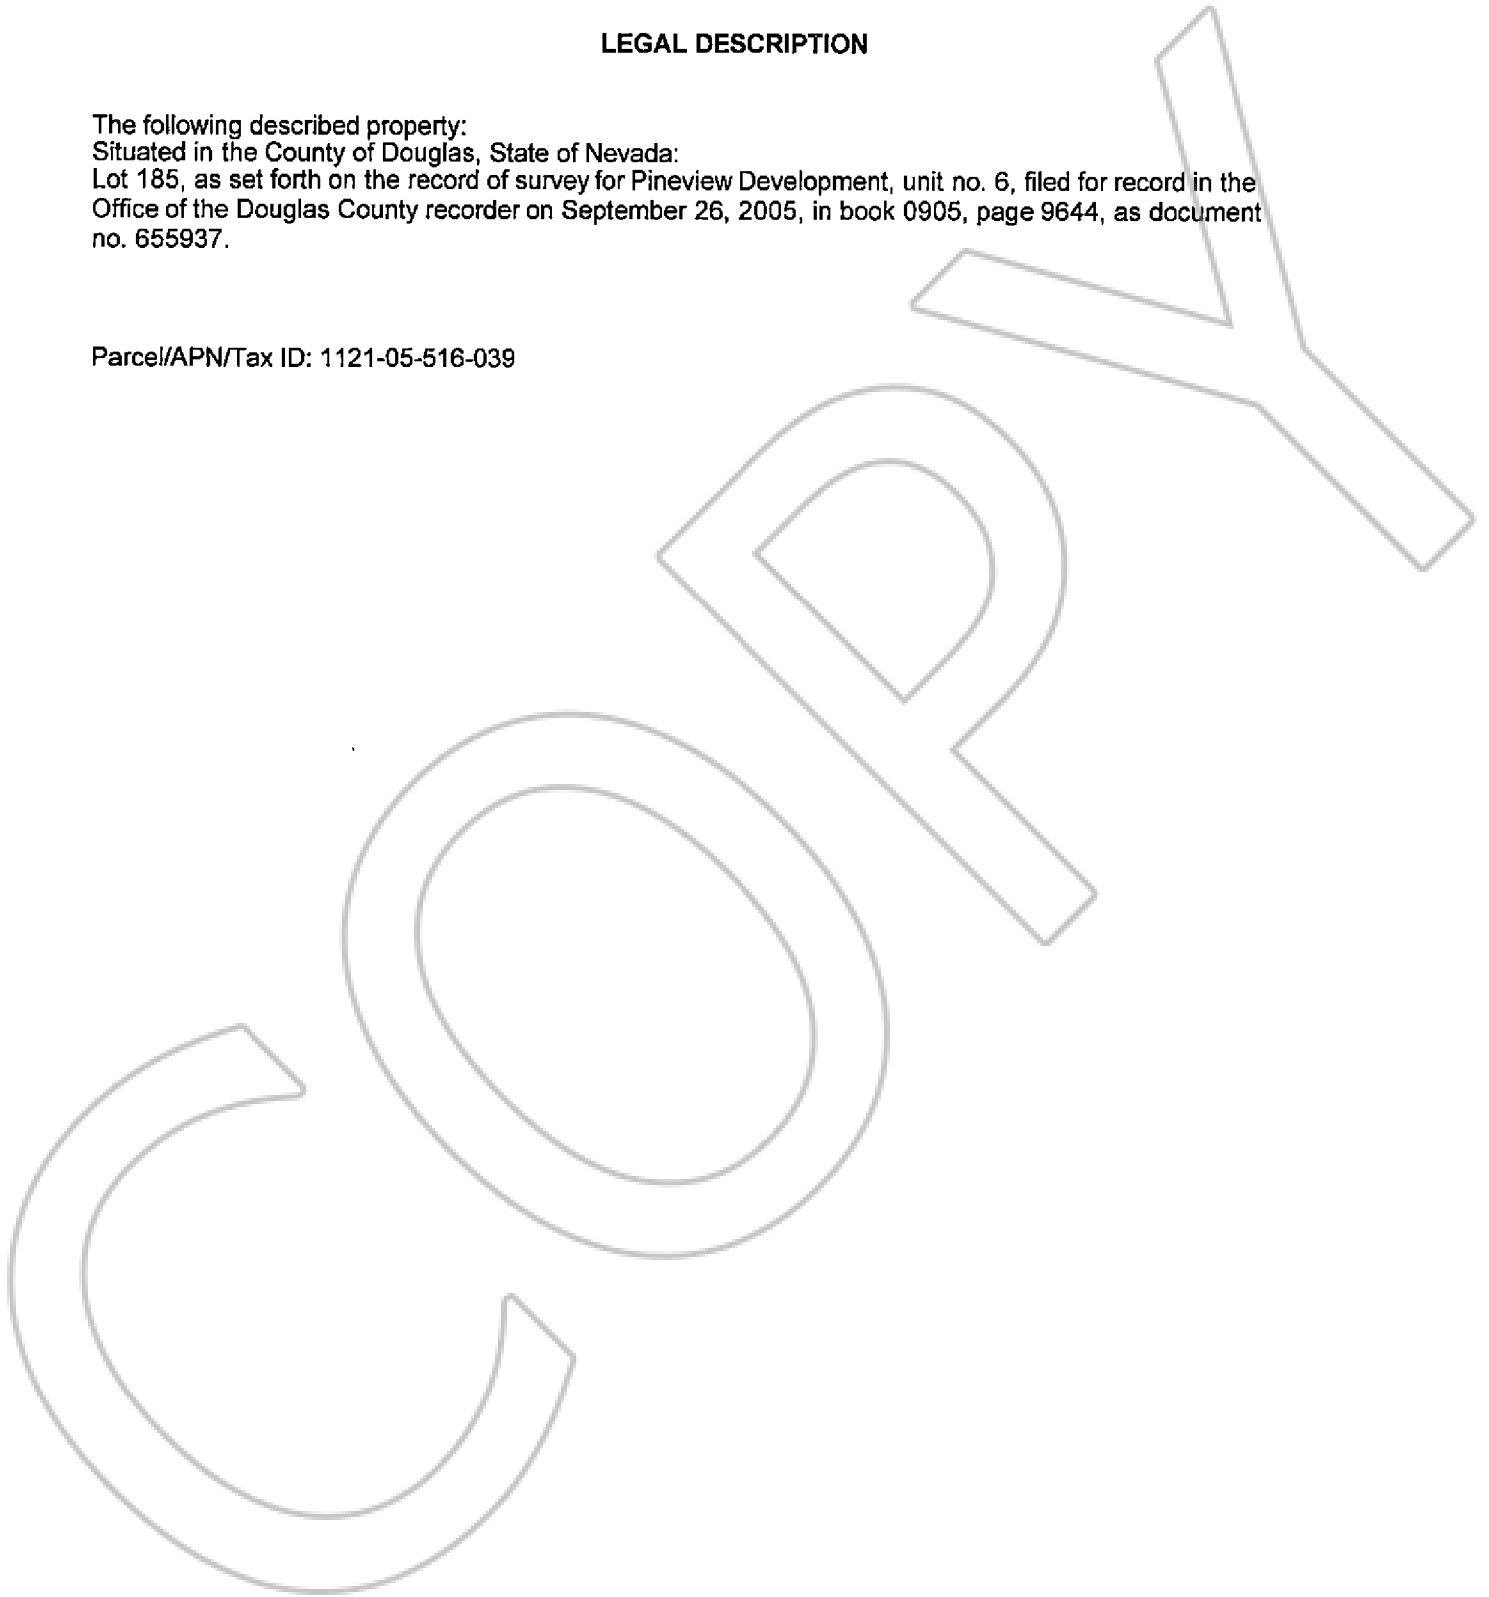 LEGAL DESCRIPTION
The following described property:
Situated in the County of Douglas, State of Nevada:
Lot 185, as set forth on the record of survey for Pineview Development, unit no. 6, filed for record in the
Office of the Douglas County recorder on September 26, 2005, in book 0905, page 9644, as document
no. 655937.
Parcel/APN/Tax ID: 1121-05-516-039
COPY